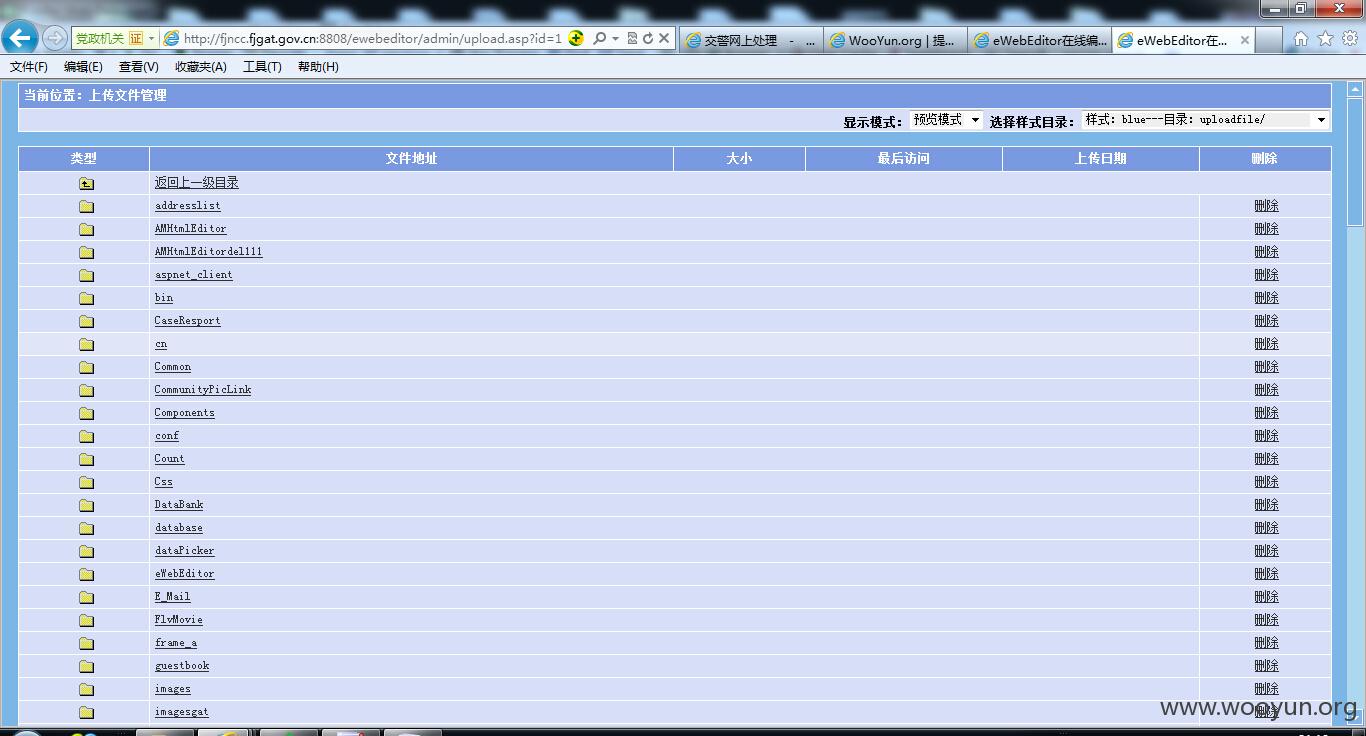 党政机关 证 http://fjncc.fjgat.gov.cn:8808/ewebeditor/admin/upload.asp?id=1 交警网上处理 - ... WooYun.org | 提... eWebEditor在线编... eWebEditor在...
文件(F) 编辑(E) 查看(V) 收藏夹(A) 工具(T) 帮助(H)
当前位置：上传文件管理
显示模式： 预览模式 选择样式目录： 样式：blue---目录：uploadfile/
类型 文件地址 大小 最后访问 上传日期 删除
返回上一级目录
addresslist 删除
AMHtmlEditor 删除
AMHtmlEditordel111 删除
aspnet_client 删除
bin 删除
CaseResport 删除
cn 删除
Common 删除
CommunityPicLink 删除
Components 删除
conf 删除
Count 删除
Css 删除
DataBank 删除
database 删除
dataPicker 删除
eWebEditor 删除
E_Mail 删除
FlvMovie 删除
frame_a 删除
guestbook 删除
images 删除
imagesgat 删除
www.wooyun.org